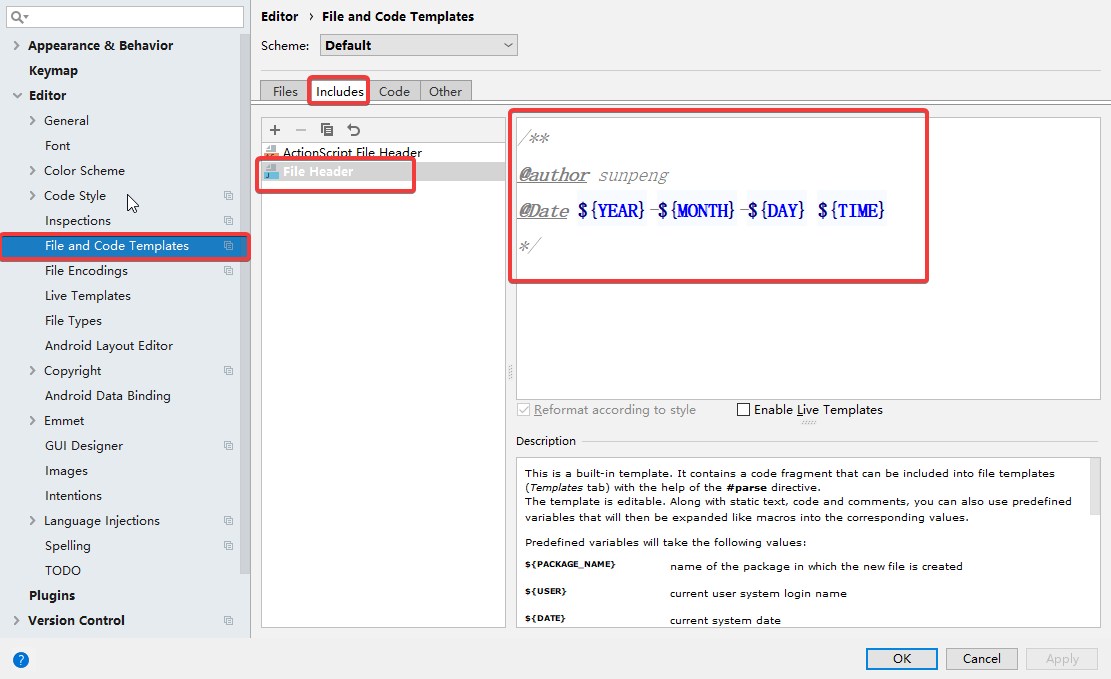 Editor › File and Code Templates
Scheme: Default
Appearance & Behavior
Keymap
Editor
General
Font
Color Scheme
Code Style
Inspections
File and Code Templates
File Encodings
Live Templates
File Types
Android Layout Editor
Copyright
Android Data Binding
Emmet
GUI Designer
Images
Intentions
Language Injections
Spelling
TODO
Plugins
Version Control
Files Includes Code Other
ActionScript File Header
File Header
/**
@author sunpeng
@Date ${YEAR}-${MONTH}-${DAY} ${TIME}
*/
Reformat according to style Enable Live Templates
Description
This is a built-in template. It contains a code fragment that can be included into file templates
(Templates tab) with the help of the #parse directive.
The template is editable. Along with static text, code and comments, you can also use predefined
variables that will then be expanded like macros into the corresponding values.
Predefined variables will take the following values:
${PACKAGE_NAME} name of the package in which the new file is created
${USER} current user system login name
${DATE} current system date
?
OK Cancel Apply